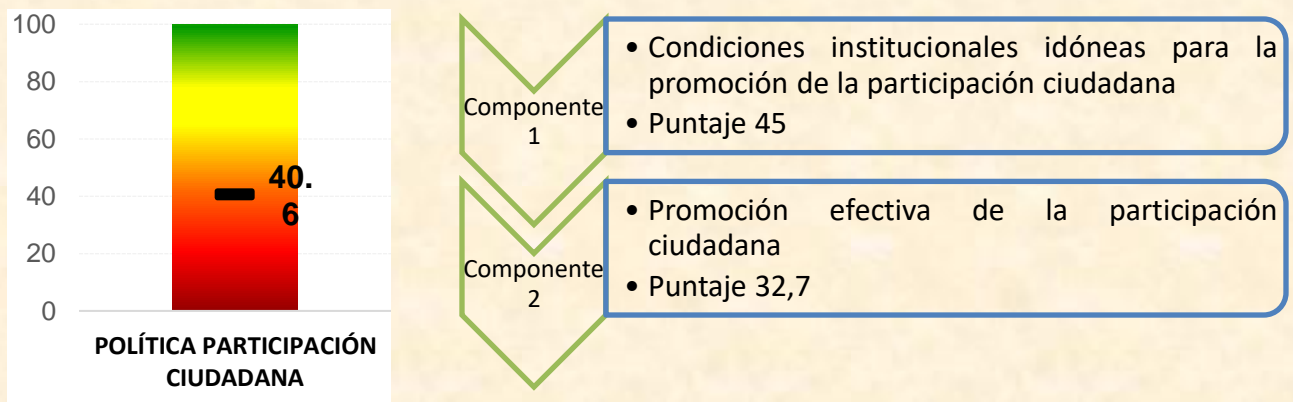 100
80
60
40
20
0
40.
6
POLÍTICA PARTICIPACIÓN
CIUDADANA
Componente
1
• Condiciones institucionales idóneas para la
promoción de la participación ciudadana
• Puntaje 45
Componente
2
• Promoción efectiva de la participación
ciudadana
• Puntaje 32,7